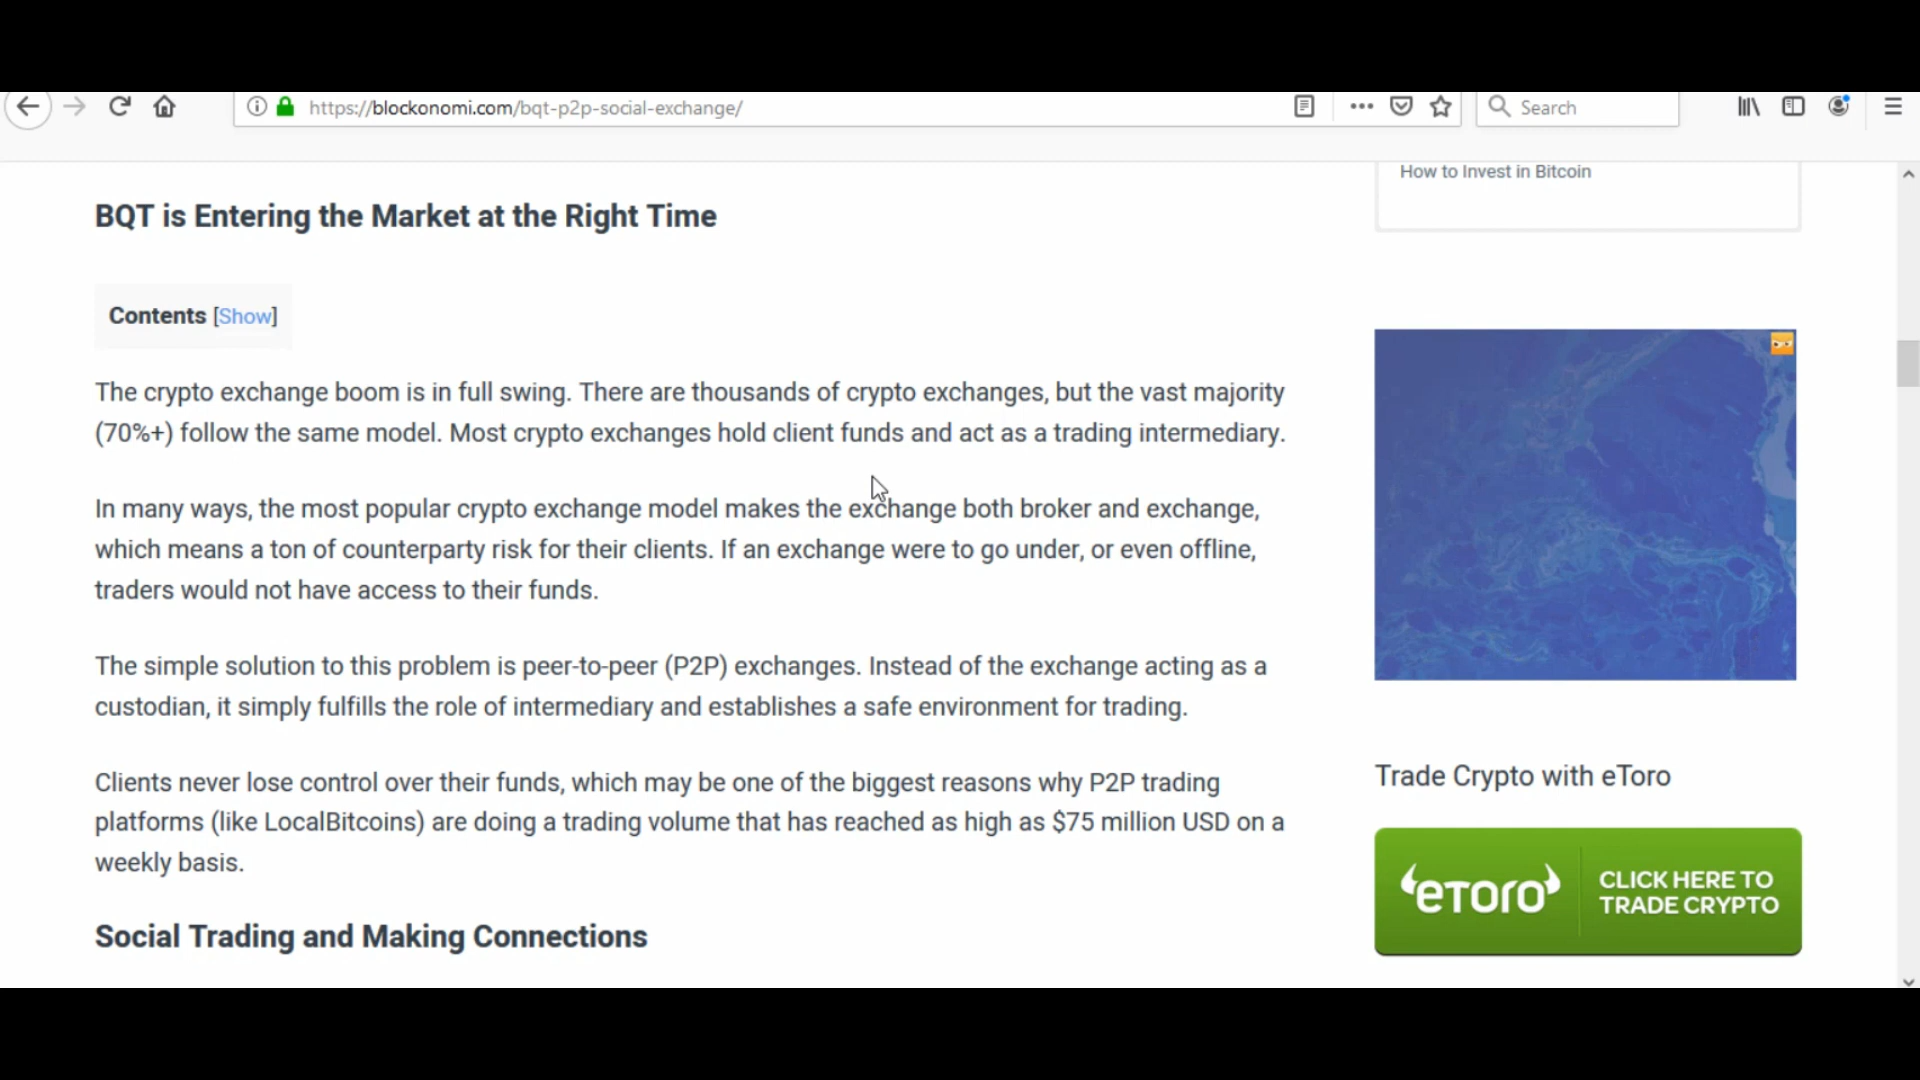 https://blockonomi.com/bqt-p2p-social-exchange/
Search
How to Invest in Bitcoin
BQT is Entering the Market at the Right Time
Contents [Show]
The crypto exchange boom is in full swing. There are thousands of crypto exchanges, but the vast majority
(70%+) follow the same model. Most crypto exchanges hold client funds and act as a trading intermediary.
In many ways, the most popular crypto exchange model makes the exchange both broker and exchange,
which means a ton of counterparty risk for their clients. If an exchange were to go under, or even offline,
traders would not have access to their funds.
The simple solution to this problem is peer-to-peer (P2P) exchanges. Instead of the exchange acting as a
custodian, it simply fulfills the role of intermediary and establishes a safe environment for trading.
Clients never lose control over their funds, which may be one of the biggest reasons why P2P trading
platforms (like LocalBitcoins) are doing a trading volume that has reached as high as $75 million USD on a
weekly basis.
Social Trading and Making Connections
Trade Crypto with eToro
eToro
CLICK HERE TO
TRADE CRYPTO